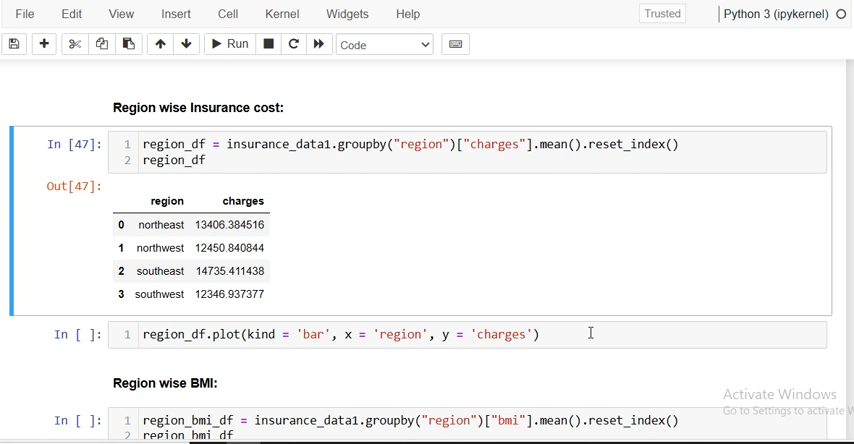 File Edit View Insert Cell Kernel Widgets Help Trusted Python 3 (ipykernel)
Run Code
Region wise Insurance cost:
In [47]: 1 region_df = insurance_data1.groupby("region")["charges"].mean().reset_index()
2 region_df
Out[47]:
region charges
0 northeast 13406.384516
1 northwest 12450.840844
2 southeast 14735.411438
3 southwest 12346.937377
In [ ]: 1 region_df.plot(kind = 'bar', x = 'region', y = 'charges')
Region wise BMI:
Activate Windows
Go to Settings to activate W
In [ ]: 1 region_bmi_df = insurance_data1.groupby("region")["bmi"].mean().reset_index()
2 region_bmi_df